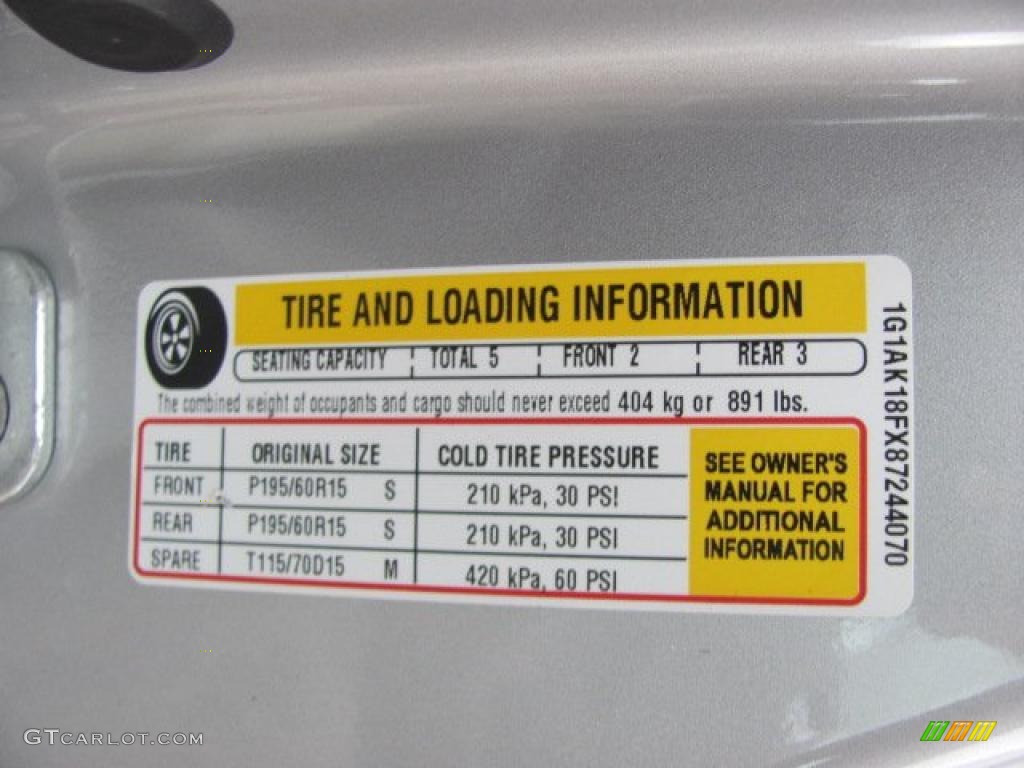 TIRE AND LOADING INFORMATION
SEATING CAPACITY TOTAL 5 FRONT 2 REAR 3
The combined weight of occupants and cargo should never exceed 404 kg or 891 lbs.
TIRE ORIGINAL SIZE COLD TIRE PRESSURE
FRONT P195/60R15 S 210 kPa, 30 PSI
REAR P195/60R15 S 210 kPa, 30 PSI
SPARE T115/70D15 M 420 kPa, 60 PSI
SEE OWNER'S
MANUAL FOR
ADDITIONAL
INFORMATION
1G1AK18FX87244070
GTCARLOT.COM